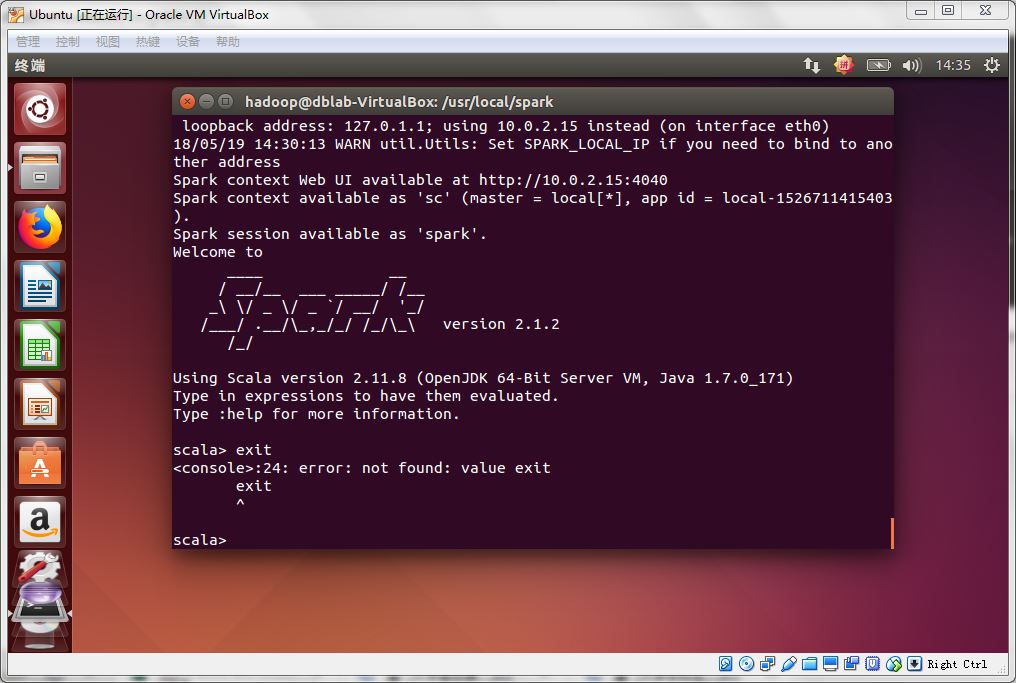 Ubuntu [正在运行] - Oracle VM VirtualBox
管理 控制 视图 热键 设备 帮助
终端 拼 14:35
hadoop@dblab-VirtualBox: /usr/local/spark
 loopback address: 127.0.1.1; using 10.0.2.15 instead (on interface eth0)
18/05/19 14:30:13 WARN util.Utils: Set SPARK_LOCAL_IP if you need to bind to ano
ther address
Spark context Web UI available at http://10.0.2.15:4040
Spark context available as 'sc' (master = local[*], app id = local-1526711415403
).
Spark session available as 'spark'.
Welcome to
      ____              __
     / __/__  ___ _____/ /__
    _\ \/ _ \/ _ `/ __/  '_/
   /___/ .__/\_,_/_/ /_/\_\   version 2.1.2
      /_/
Using Scala version 2.11.8 (OpenJDK 64-Bit Server VM, Java 1.7.0_171)
Type in expressions to have them evaluated.
Type :help for more information.
scala> exit
<console>:24: error: not found: value exit
       exit
       ^
scala>
Right Ctrl